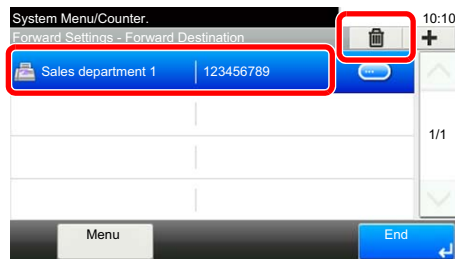 System Menu/Counter. 10:10
Forward Settings - Forward Destination
Sales department 1 123456789
1/1
Menu End